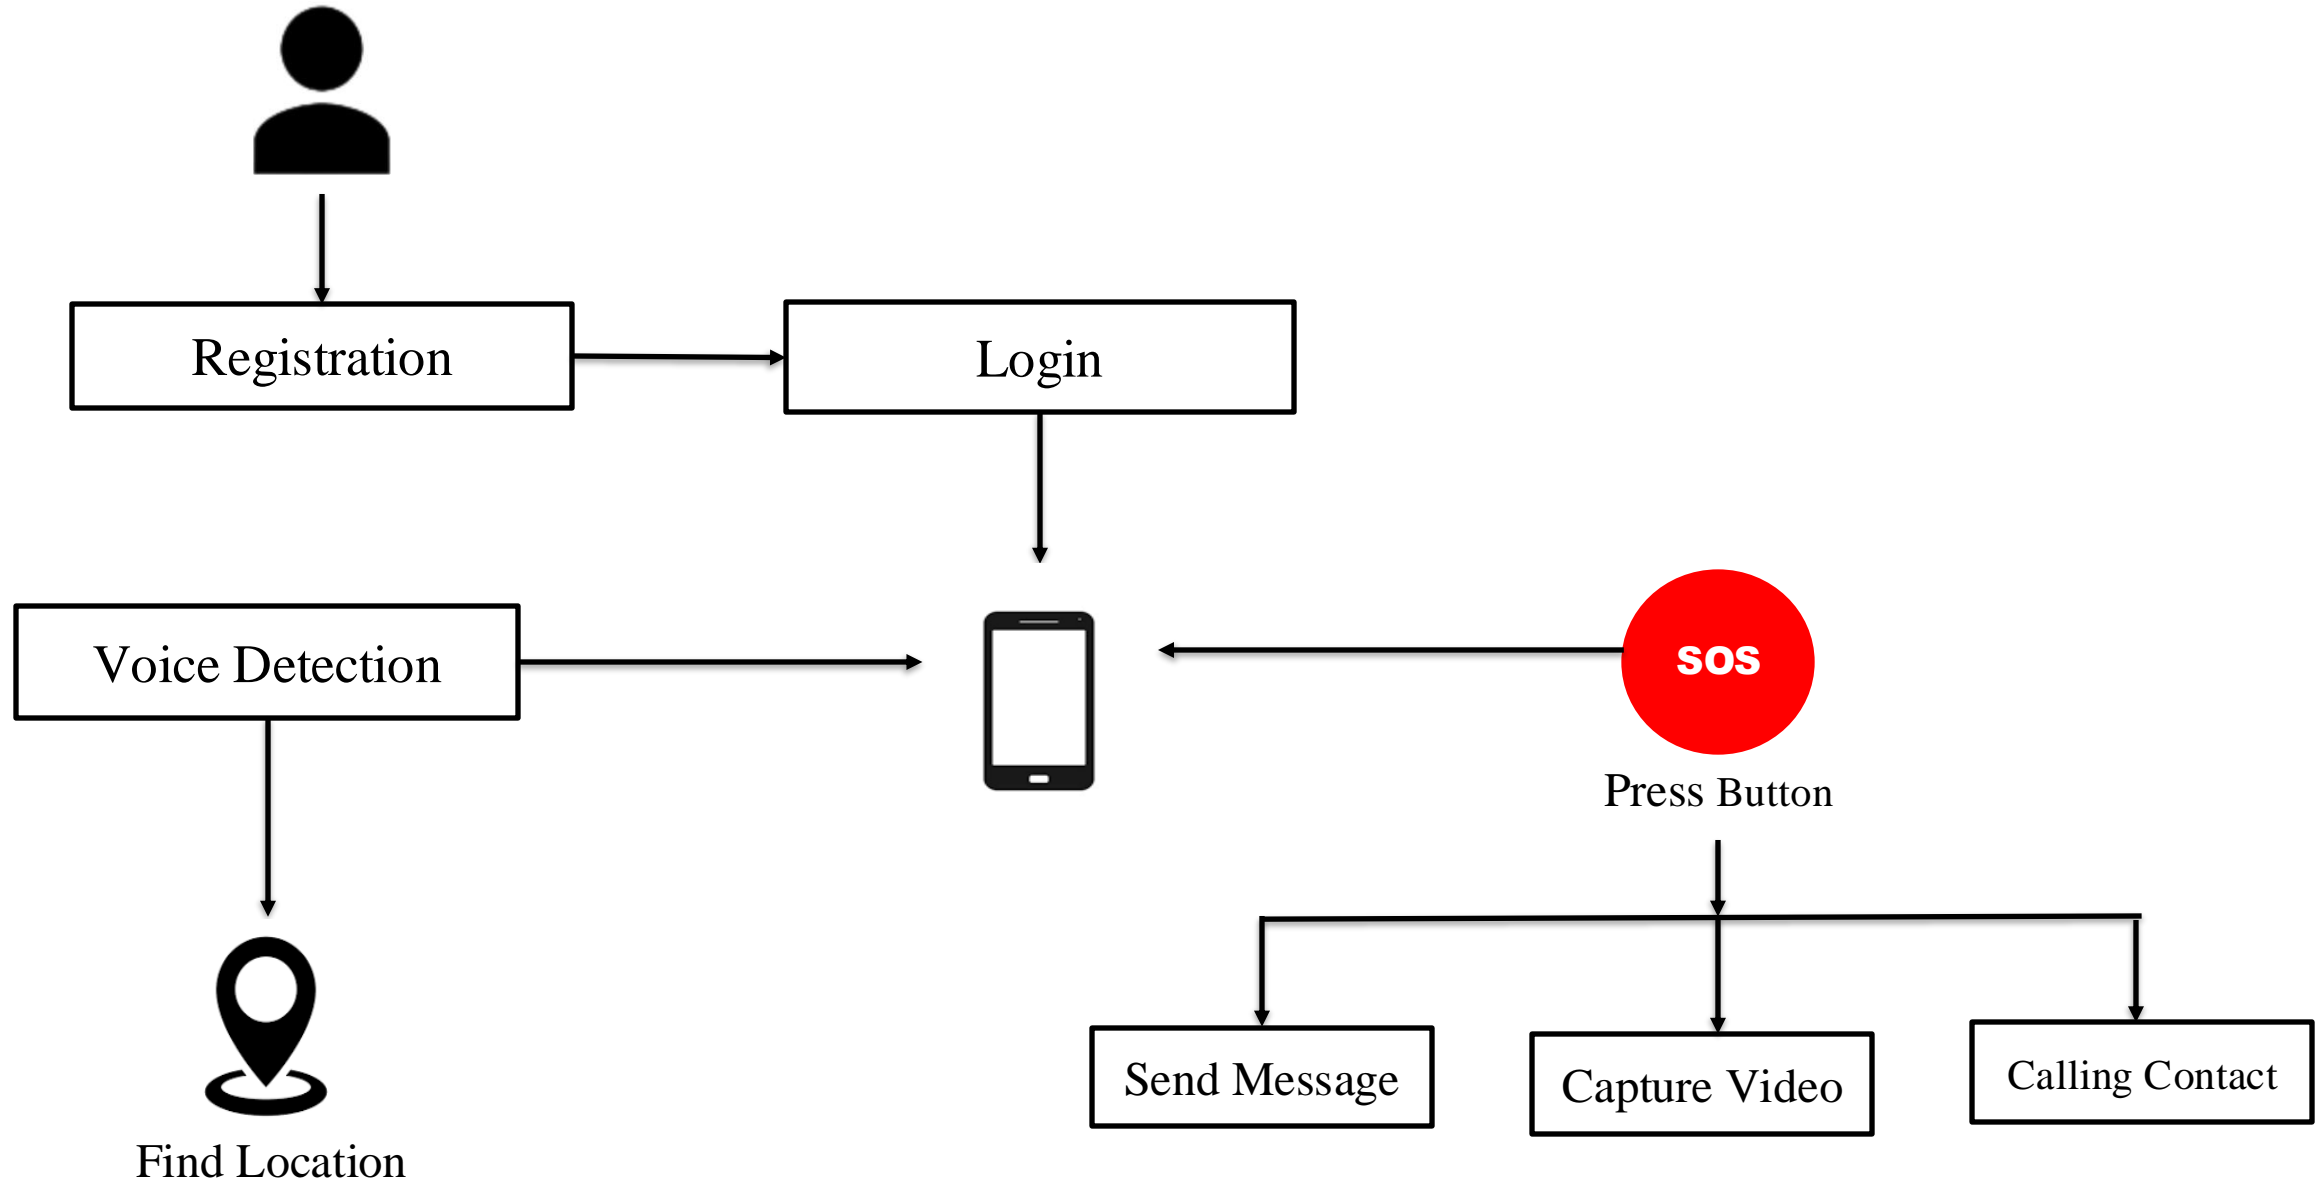 Registration
Login
Voice Detection
SOS
Press Button
Send Message
Capture Video
Calling Contact
Find Location